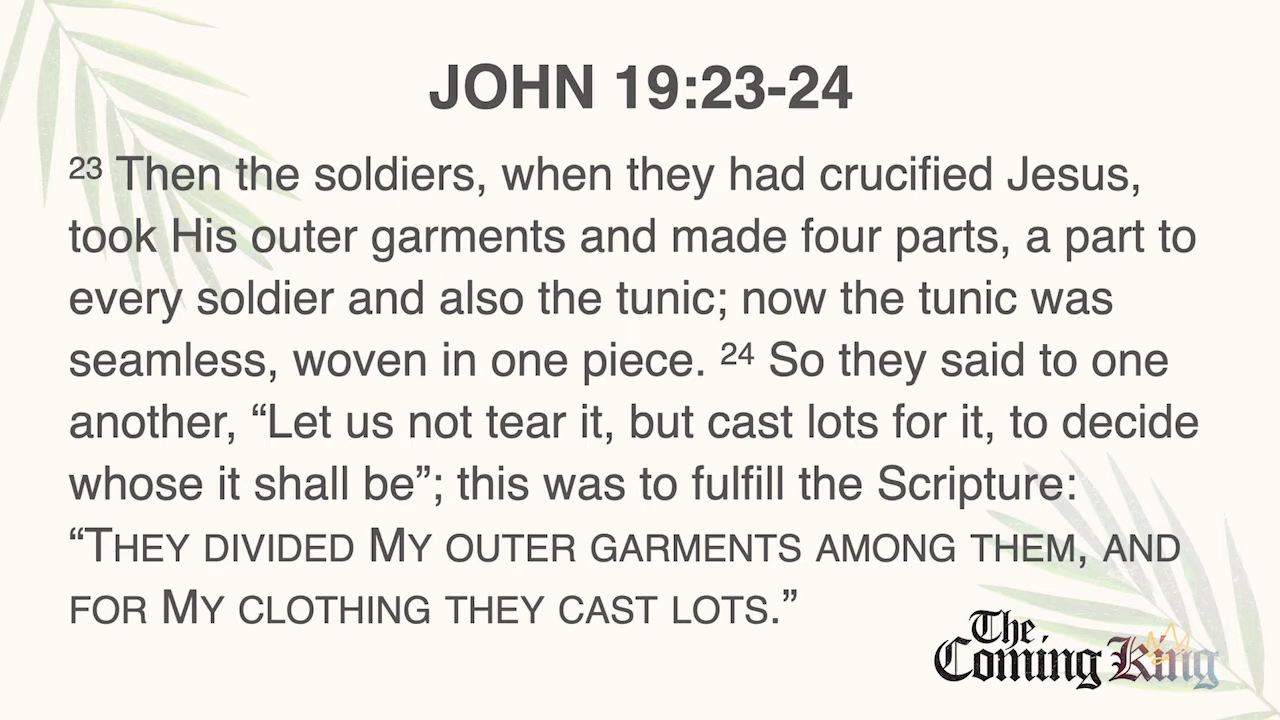 JOHN 19:23-24
23 Then the soldiers, when they had crucified Jesus,
took His outer garments and made four parts, a part to
every soldier and also the tunic; now the tunic was
seamless, woven in one piece. 24 So they said to one
another, “Let us not tear it, but cast lots for it, to decide
whose it shall be”; this was to fulfill the Scripture:
“THEY DIVIDED MY OUTER GARMENTS AMONG THEM, AND
FOR MY CLOTHING THEY CAST LOTS.”
The
Coming King